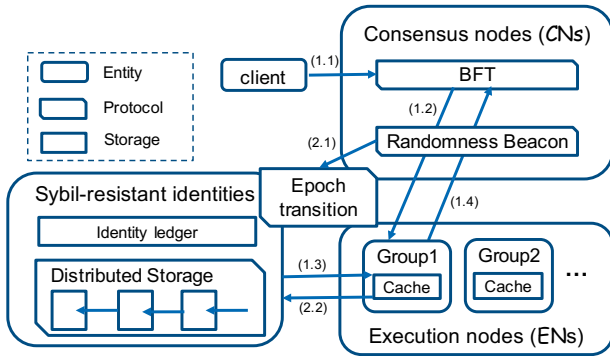 Consensus nodes (CNs)
Entity
Protocol
Storage
client
(1.1)
BFT
(1.2)
(2.1)
Randomness Beacon
Epoch
transition
(1.4)
Sybil-resistant identities
Identity ledger
Distributed Storage
(1.3)
(2.2)
Group1
Cache
Group2
Cache
...
Execution nodes (ENs)